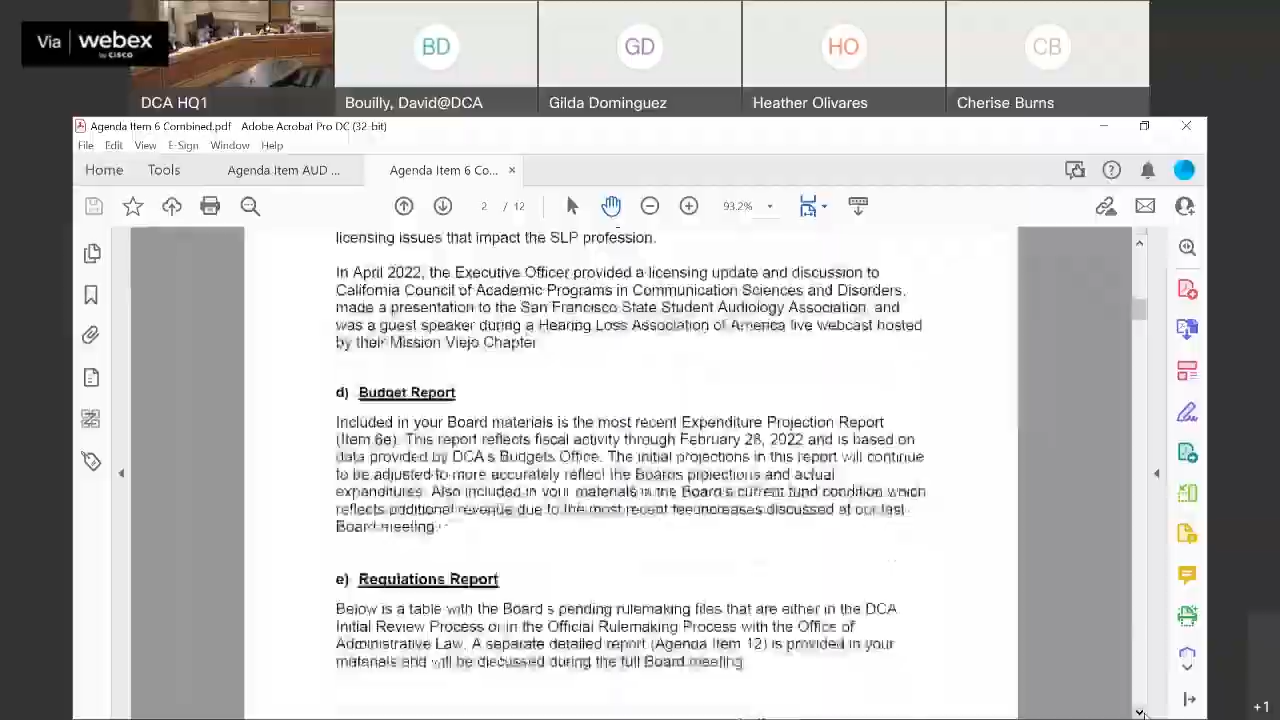 Via webex
by CISCO
BD
GD
HO
CB
DCA HQ1
Bouilly, David@DCA
Gilda Dominguez
Heather Olivares
Cherise Burns
Agenda Item 6 Combined.pdf Adobe Acrobat Pro DC (32-bit)
File Edit View E-Sign Window Help
Home Tools Agenda Item AUD ... Agenda Item 6 Co... ×
2 / 12 93.2%
licensing issues that impact the SLP profession.
In April 2022, the Executive Officer provided a licensing update and discussion to
California Council of Academic Programs in Communication Sciences and Disorders,
made a presentation to the San Francisco State Student Audiology Association, and
was a guest speaker during a Hearing Loss Association of America live webcast hosted
by their Mission Viejo Chapter
d) Budget Report
Included in your Board materials is the most recent Expenditure Projection Report
(Item 6e). This report reflects fiscal activity through February 28, 2022 and is based on
data provided by DCA's Budgets Office. The initial projections in this report will continue
to be adjusted to more accurately reflect the Boards projections and actual
expenditures. Also included in your materials is the Board's current fund condition which
reflects additional revenue due to the most recent fee increases discussed at our last
Board meeting.
e) Regulations Report
Below is a table with the Board s pending rulemaking files that are either in the DCA
Initial Review Process or in the Official Rulemaking Process with the Office of
Administrative Law. A separate detailed report (Agenda Item 12) is provided in your
materials and will be discussed during the full Board meeting
+1